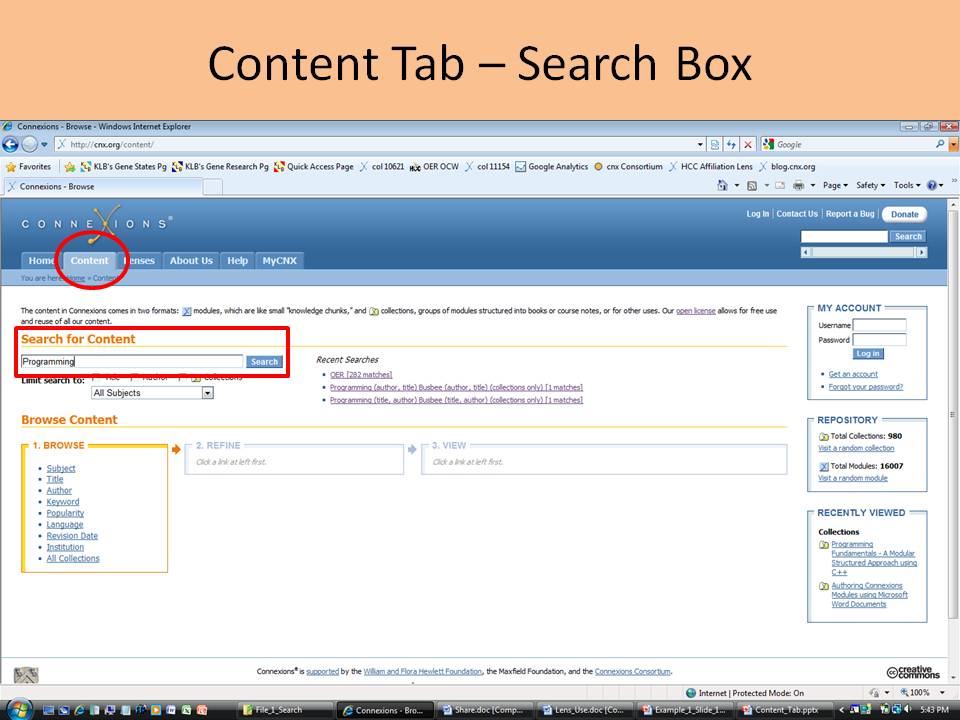 Content Tab – Search Box
Connexions - Browse - Windows Internet Explorer
http://cnx.org/content/
Google
Favorites KLB's Gene States Pg KLB's Gene Research Pg Quick Access Page col 10621 OER OCW col 11154 Google Analytics cnx Consortium HCC Affiliation Lens blog.cnx.org
Connexions - Browse
Page Safety Tools
CONNEXIONS®
Log In | Contact Us | Report a Bug | Donate
Search
Home Content Lenses About Us Help MyCNX
You are here: Home » Content
The content in Connexions comes in two formats: modules, which are like small "knowledge chunks," and collections, groups of modules structured into books or course notes, or for other uses. Our open license allows for free
and reuse of all our content.
Search for Content
Programming Search
Limit search to: Title Author Collections
All Subjects
Recent Searches
OER [282 matches]
Programming (author, title) Busbee (author, title) (collections only) [1 matches]
Programming (title, author) Busbee (title, author) (collections only) [1 matches]
Browse Content
1. BROWSE
Subject
Title
Author
Keyword
Popularity
Language
Revision Date
Institution
All Collections
2. REFINE
Click a link at left first.
3. VIEW
Click a link at left first.
MY ACCOUNT
Username
Password
Log in
Get an account
Forgot your password?
REPOSITORY
Total Collections: 980
Visit a random collection
Total Modules: 16007
Visit a random module
RECENTLY VIEWED
Collections
Programming
Fundamentals - A Modular
Structured Approach using
C++
Authoring Connexions
Modules using Microsoft
Word Documents
Connexions® is supported by the William and Flora Hewlett Foundation, the Maxfield Foundation, and the Connexions Consortium.
cc creative commons
Internet | Protected Mode: On 100%
File_1_Search Connexions - Bro... Share.doc [Comp... Lens_Use.doc [Co... Example_1_Slide_1... Content_Tab.pptx 5:43 PM